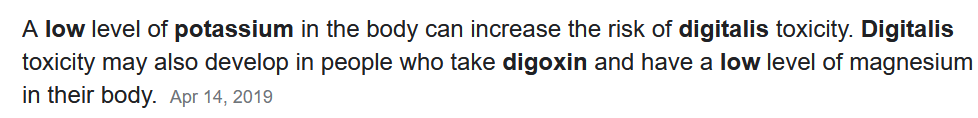 A low level of potassium in the body can increase the risk of digitalis toxicity. Digitalis
toxicity may also develop in people who take digoxin and have a low level of magnesium
in their body. Apr 14, 2019